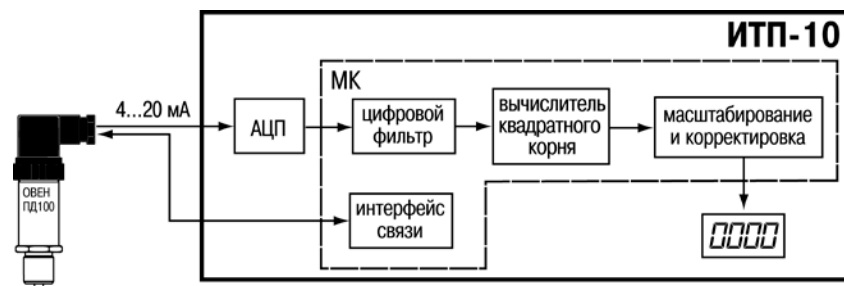 ИТП-10
МК
4...20 мА
АЦП
цифровой
фильтр
вычислитель
квадратного
корня
масштабирование
и корректировка
ОВЕН
ПД100
интерфейс
связи
0000